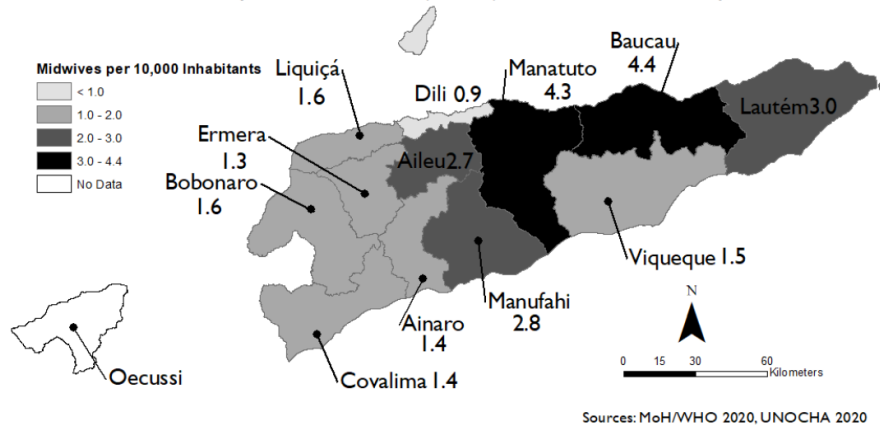 Midwives per 10,000 Inhabitants
< 1.0
1.0 - 2.0
2.0 - 3.0
3.0 - 4.4
No Data
Liquiçá
1.6
Dili 0.9
Manatuto
4.3
Baucau
4.4
Lautém3.0
Ermera
1.3
Aileu2.7
Bobonaro
1.6
Viqueque 1.5
Manufahi
2.8
Ainaro
1.4
Covalima 1.4
Oecussi
N
0 15 30 60
Kilometers
Sources: MoH/WHO 2020, UNOCHA 2020